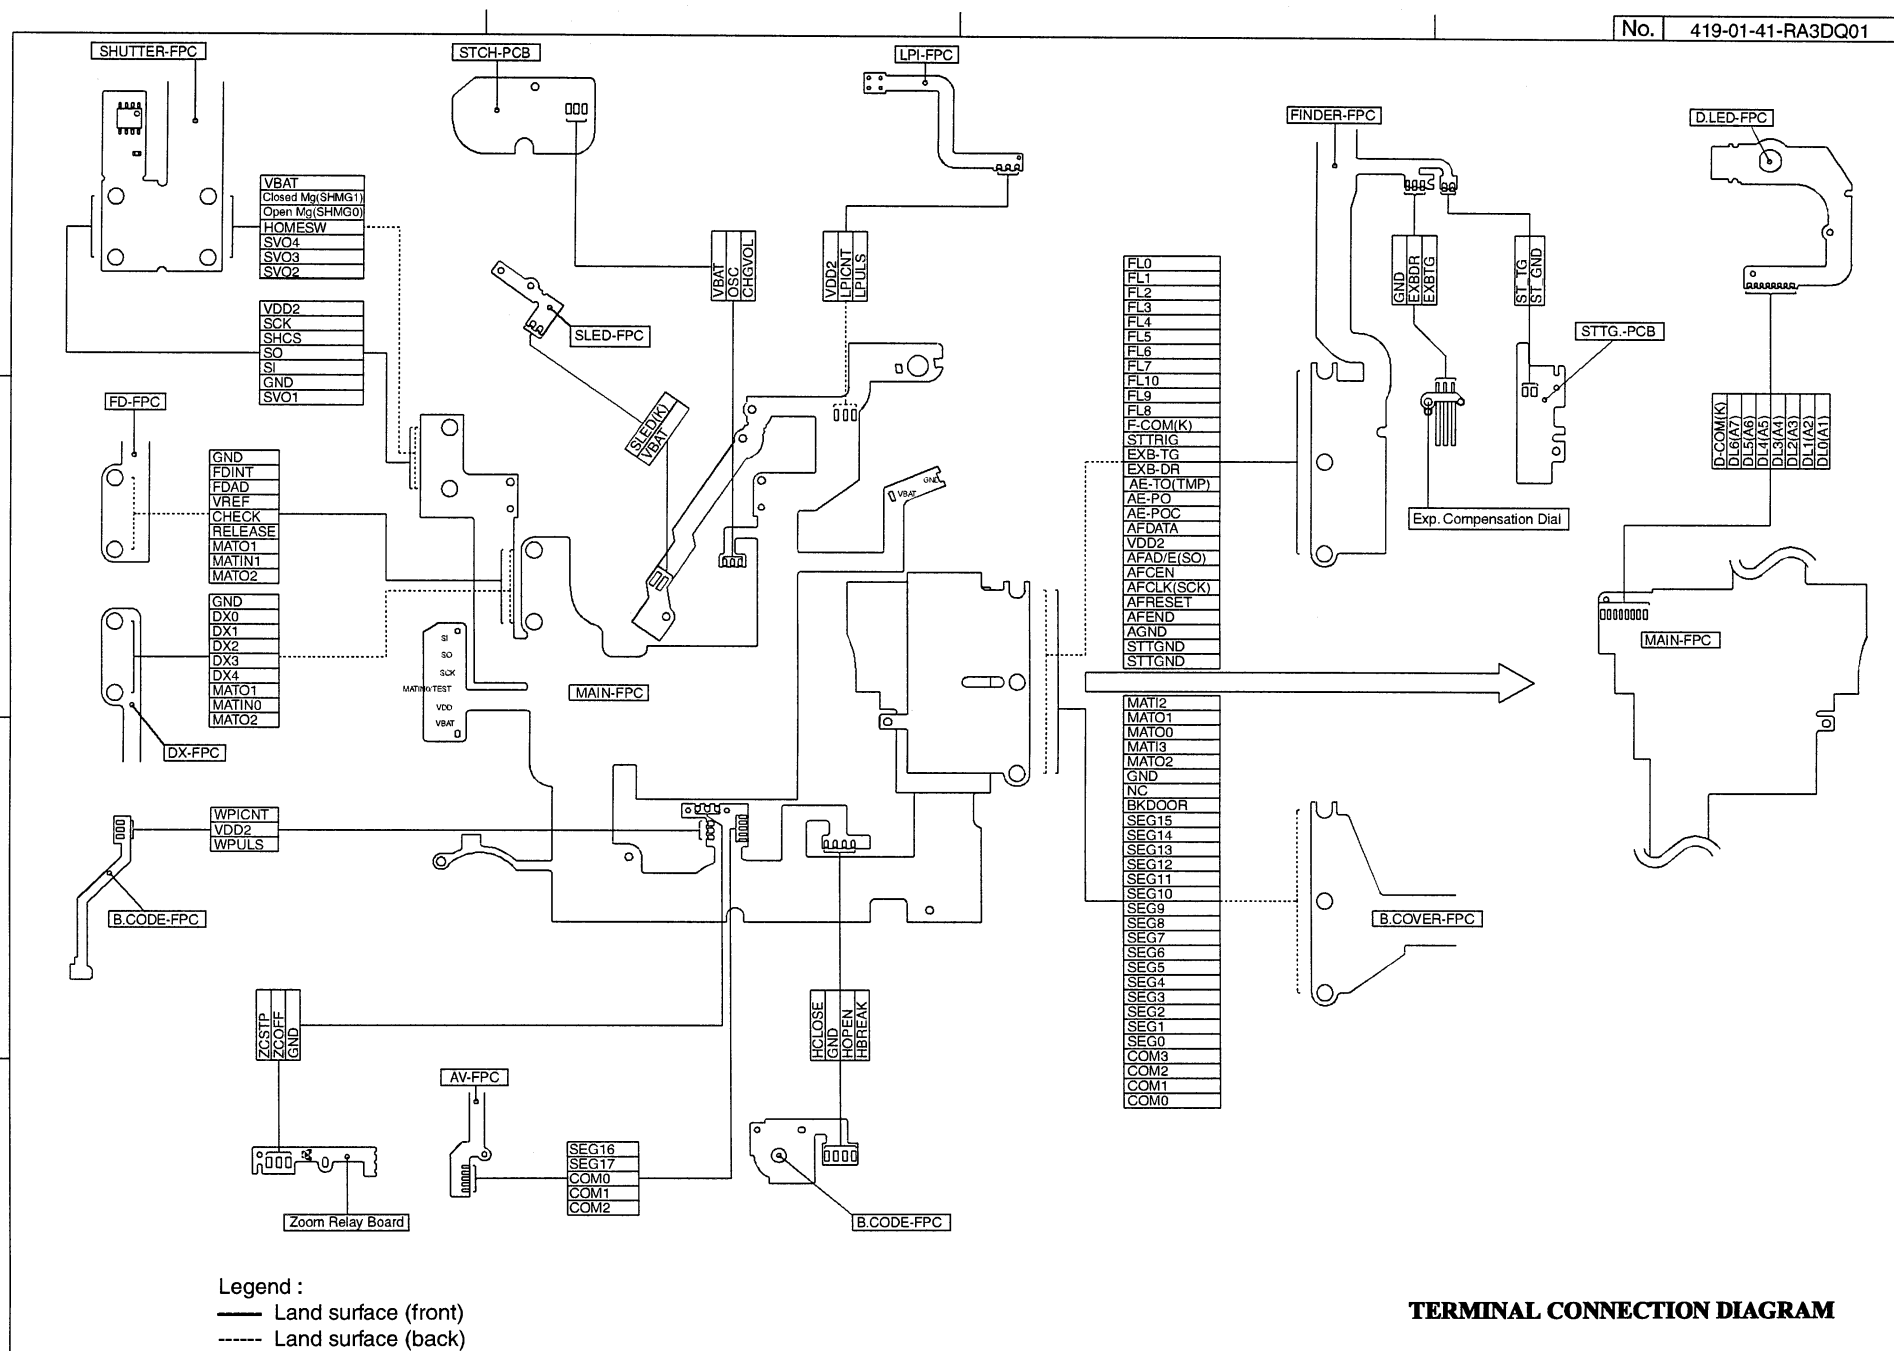 No. 419-01-41-RA3DQ01
SHUTTER-FPC
STCH-PCB
LPI-FPC
FINDER-FPC
D.LED-FPC
VBAT
Closed Mg(SHMG1)
Open Mg(SHMG0)
HOMESW
SVO4
SVO3
SVO2
VDD2
SCK
SHCS
SO
SI
GND
SVO1
VBAT
OSC
CHGVOL
VDD2
LPICNT
LPULS
SLED-FPC
SLED(K)
VBAT
GND
EXBDR
EXBTG
ST_TG
ST_GND
STTG.-PCB
Exp. Compensation Dial
D-COM(K)
DL6(A7)
DL5(A6)
DL4(A5)
DL3(A4)
DL2(A3)
DL1(A2)
DL0(A1)
FD-FPC
GND
FDINT
FDAD
VREF
CHECK
RELEASE
MATO1
MATIN1
MATO2
GND
DX0
DX1
DX2
DX3
DX4
MATO1
MATIN0
MATO2
DX-FPC
SI
SO
SCK
MATIN0/TEST
VDD
VBAT
MAIN-FPC
VBAT
GND
FL0
FL1
FL2
FL3
FL4
FL5
FL6
FL7
FL10
FL9
FL8
F-COM(K)
STTRIG
EXB-TG
EXB-DR
AE-TO(TMP)
AE-PO
AE-POC
AFDATA
VDD2
AFAD/E(SO)
AFCEN
AFCLK(SCK)
AFRESET
AFEND
AGND
STTGND
STTGND
MATI2
MATO1
MATO0
MATI3
MATO2
GND
NC
BKDOOR
SEG15
SEG14
SEG13
SEG12
SEG11
SEG10
SEG9
SEG8
SEG7
SEG6
SEG5
SEG4
SEG3
SEG2
SEG1
SEG0
COM3
COM2
COM1
COM0
MAIN-FPC
B.COVER-FPC
WPICNT
VDD2
WPULS
B.CODE-FPC
ZCSTP
ZCOFF
GND
HCLOSE
GND
HOPEN
HBREAK
AV-FPC
SEG16
SEG17
COM0
COM1
COM2
Zoom Relay Board
B.CODE-FPC
Legend :
Land surface (front)
Land surface (back)
TERMINAL CONNECTION DIAGRAM